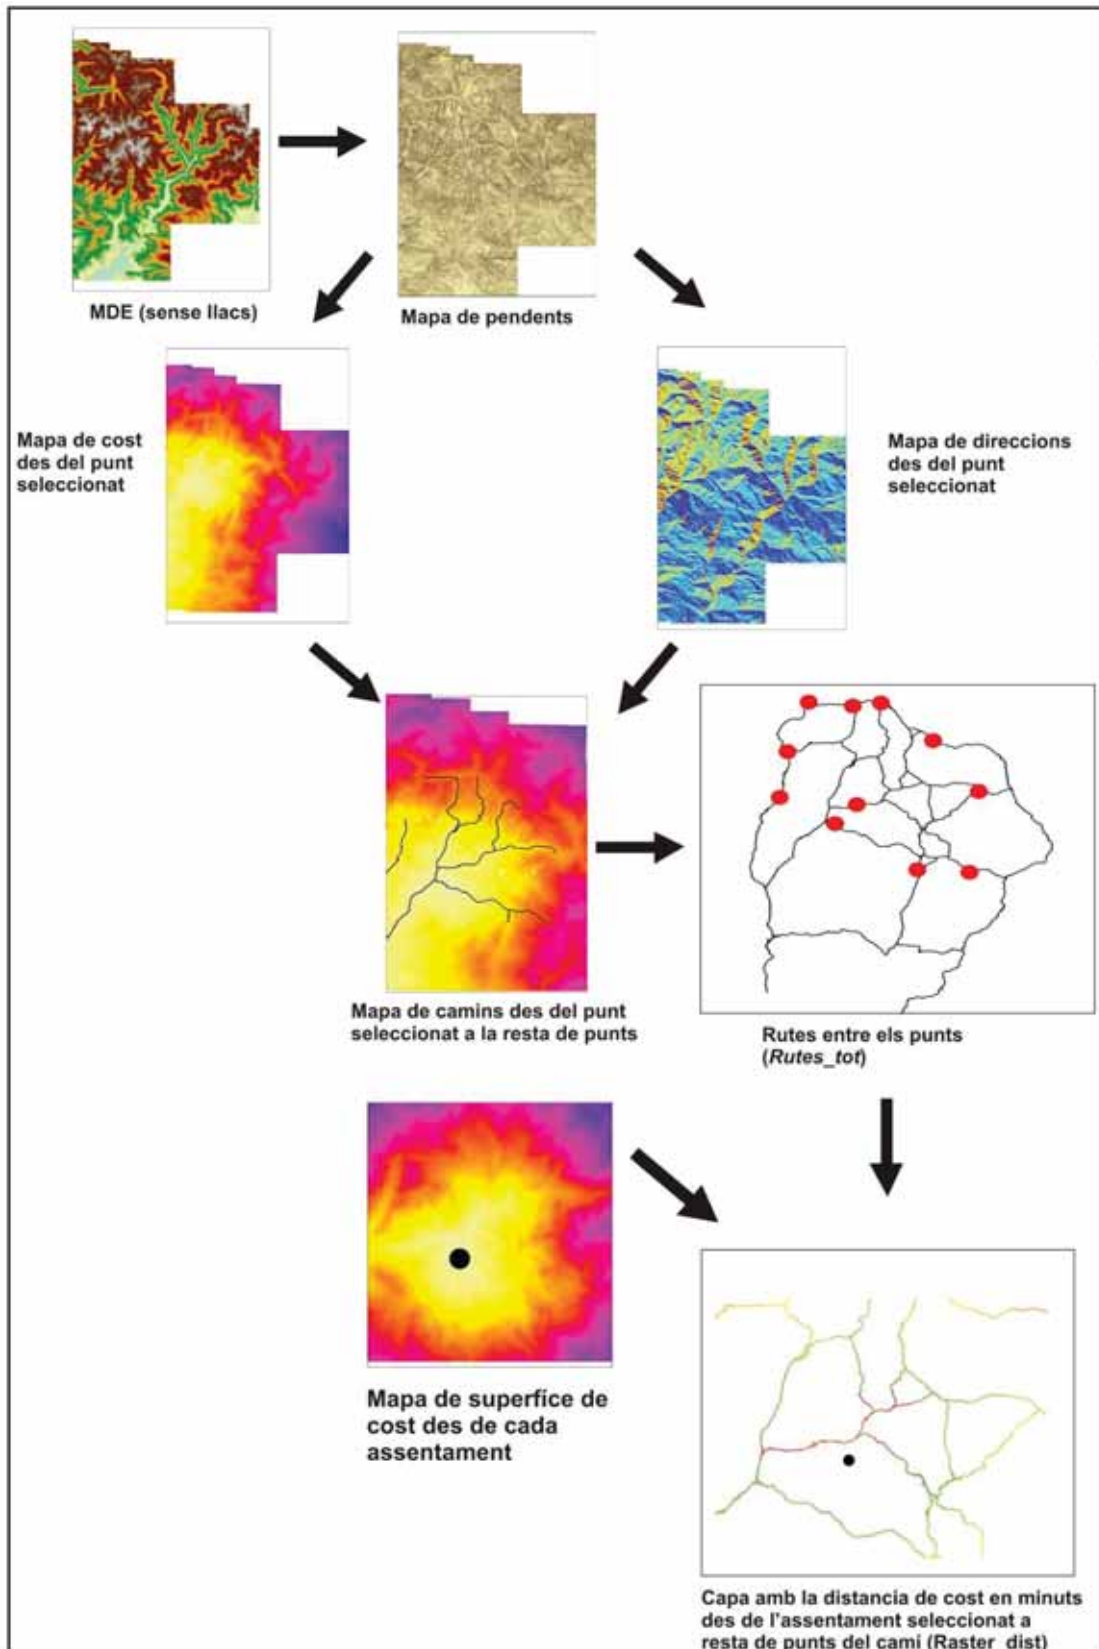 MDE (sense llacs)
Mapa de pendents
Mapa de cost
des del punt
seleccionat
Mapa de direccions
des del punt
seleccionat
Mapa de camins des del punt
seleccionat a la resta de punts
Rutes entre els punts
(Rutes_tot)
Mapa de superfíce de
cost des de cada
assentament
Capa amb la distancia de cost en minuts
des de l'assentament seleccionat a
resta de punts del camí (Raster_dist)